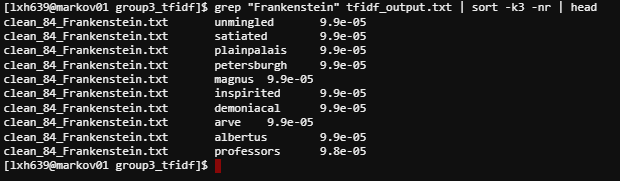 [lxh639@markov01 group3_tfidf]$ grep "Frankenstein" tfidf_output.txt | sort -k3 -nr | head
clean_84_Frankenstein.txt unmingled 9.9e-05
clean_84_Frankenstein.txt satiated 9.9e-05
clean_84_Frankenstein.txt plainpalais 9.9e-05
clean_84_Frankenstein.txt petersburgh 9.9e-05
clean_84_Frankenstein.txt magnus 9.9e-05
clean_84_Frankenstein.txt inspirited 9.9e-05
clean_84_Frankenstein.txt demoniacal 9.9e-05
clean_84_Frankenstein.txt arve 9.9e-05
clean_84_Frankenstein.txt albertus 9.9e-05
clean_84_Frankenstein.txt professors 9.8e-05
[lxh639@markov01 group3_tfidf]$